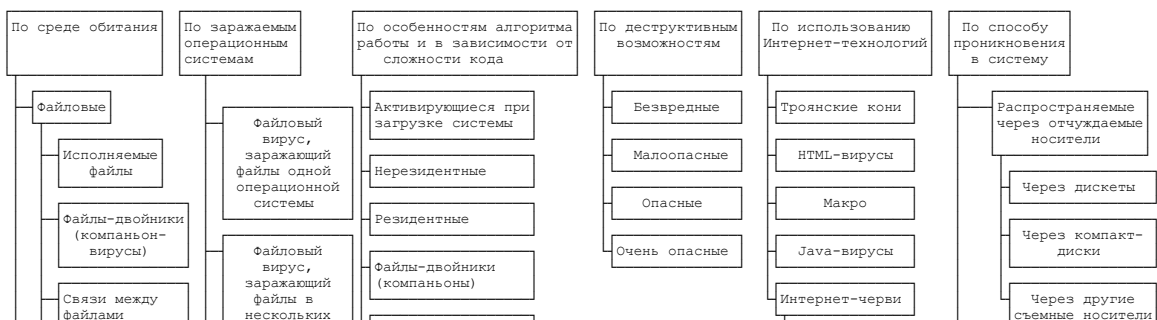 По среде обитания
По заражаемым
операционным
системам
По особенностям алгоритма
работы и в зависимости от
сложности кода
По деструктивным
возможностям
По использованию
Интернет-технологий
По способу
проникновения
в систему
Файловые
Исполняемые
файлы
Файлы-двойники
(компаньон-
вирусы)
Связи между
файлами
Файловый
вирус,
заражающий
файлы одной
операционной
системы
Файловый
вирус,
заражающий
файлы в
нескольких
Активирующиеся при
загрузке системы
Нерезидентные
Резидентные
Файлы-двойники
(компаньоны)
Безвредные
Малоопасные
Опасные
Очень опасные
Троянские кони
HTML-вирусы
Макро
Java-вирусы
Интернет-черви
Распространяемые
через отчуждаемые
носители
Через дискеты
Через компакт-
диски
Через другие
съемные носители